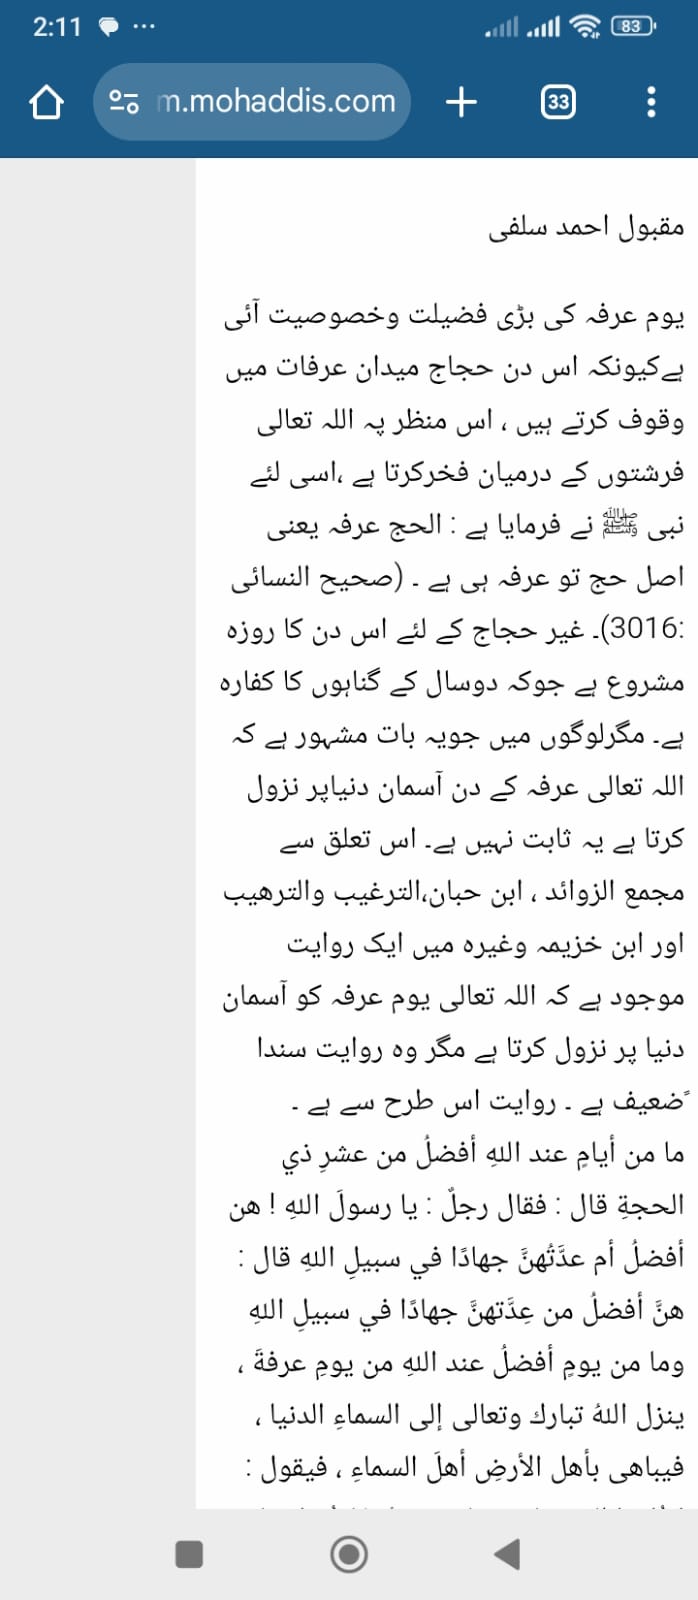 2:11
83
m.mohaddis.com
33
مقبول احمد سلفی
یوم عرفہ کی بڑی فضیلت وخصوصیت آئی
ہےکیونکہ اس دن حجاج میدان عرفات میں
وقوف کرتے ہیں ، اس منظر پہ اللہ تعالی
فرشتوں کے درمیان فخرکرتا ہے ،اسی لئے
نبی ﷺ نے فرمایا ہے : الحج عرفہ یعنی
اصل حج تو عرفہ ہی ہے ۔ (صحیح النسائی
:3016)۔ غیر حجاج کے لئے اس دن کا روزہ
مشروع ہے جوکہ دوسال کے گناہوں کا کفارہ
ہے۔ مگرلوگوں میں جویہ بات مشہور ہے کہ
اللہ تعالی عرفہ کے دن آسمان دنیاپر نزول
کرتا ہے یہ ثابت نہیں ہے۔ اس تعلق سے
مجمع الزوائد ، ابن حبان،الترغیب والترھیب
اور ابن خزیمہ وغیرہ میں ایک روایت
موجود ہے کہ اللہ تعالی یوم عرفہ کو آسمان
دنیا پر نزول کرتا ہے مگر وہ روایت سندا
ًضعیف ہے ۔ روایت اس طرح سے ہے ۔
ما من أيامٍ عند اللهِ أفضلُ من عشرِ ذي
الحجةِ قال : فقال رجلٌ : يا رسولَ اللهِ ! هن
أفضلُ أم عدَّتُهنَّ جهادًا في سبيلِ اللهِ قال :
هنَّ أفضلُ من عِدَّتهنَّ جهادًا في سبيلِ اللهِ
وما من يومٍ أفضلُ عند اللهِ من يومِ عرفةَ ،
ينزل اللهُ تبارك وتعالى إلى السماءِ الدنيا ،
فيباهى بأهل الأرضِ أهلَ السماءِ ، فيقول :